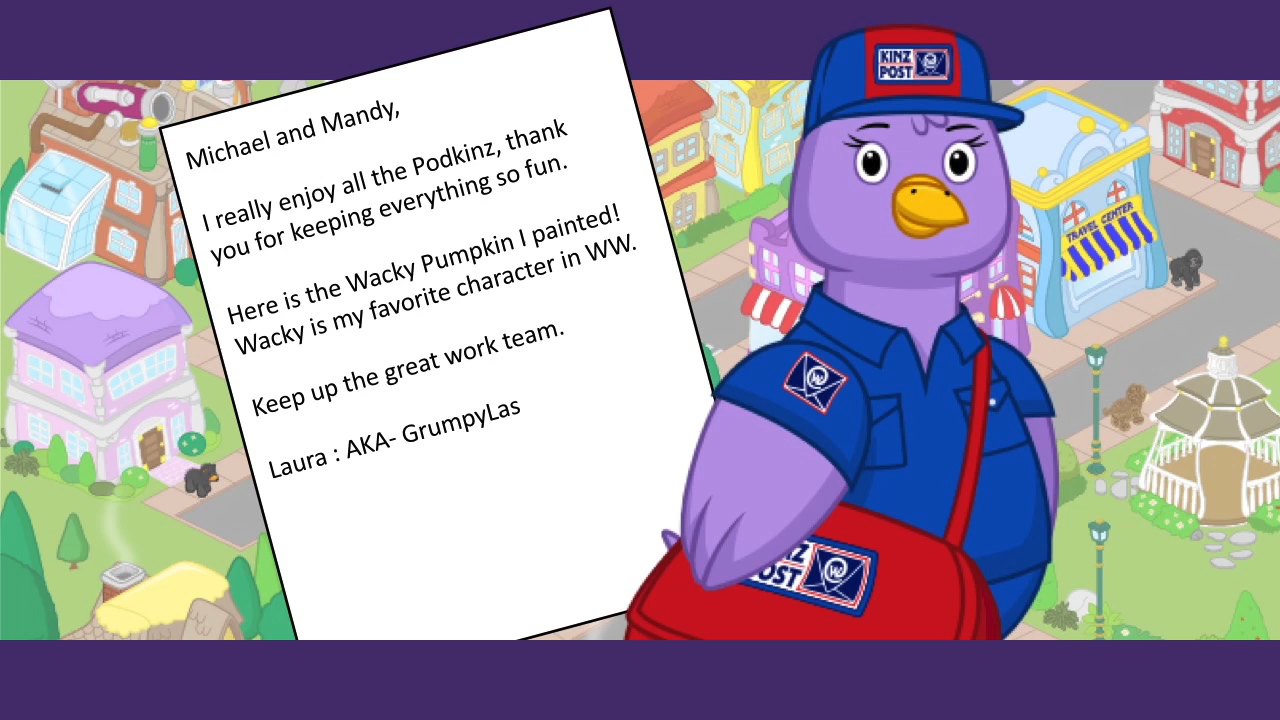 Michael and Mandy,
I really enjoy all the Podkinz, thank
you for keeping everything so fun.
Here is the Wacky Pumpkin I painted!
Wacky is my favorite character in WW.
Keep up the great work team.
Laura : AKA- GrumpyLas
KINZ
POST
TRAVEL CENTER
NZ
OST